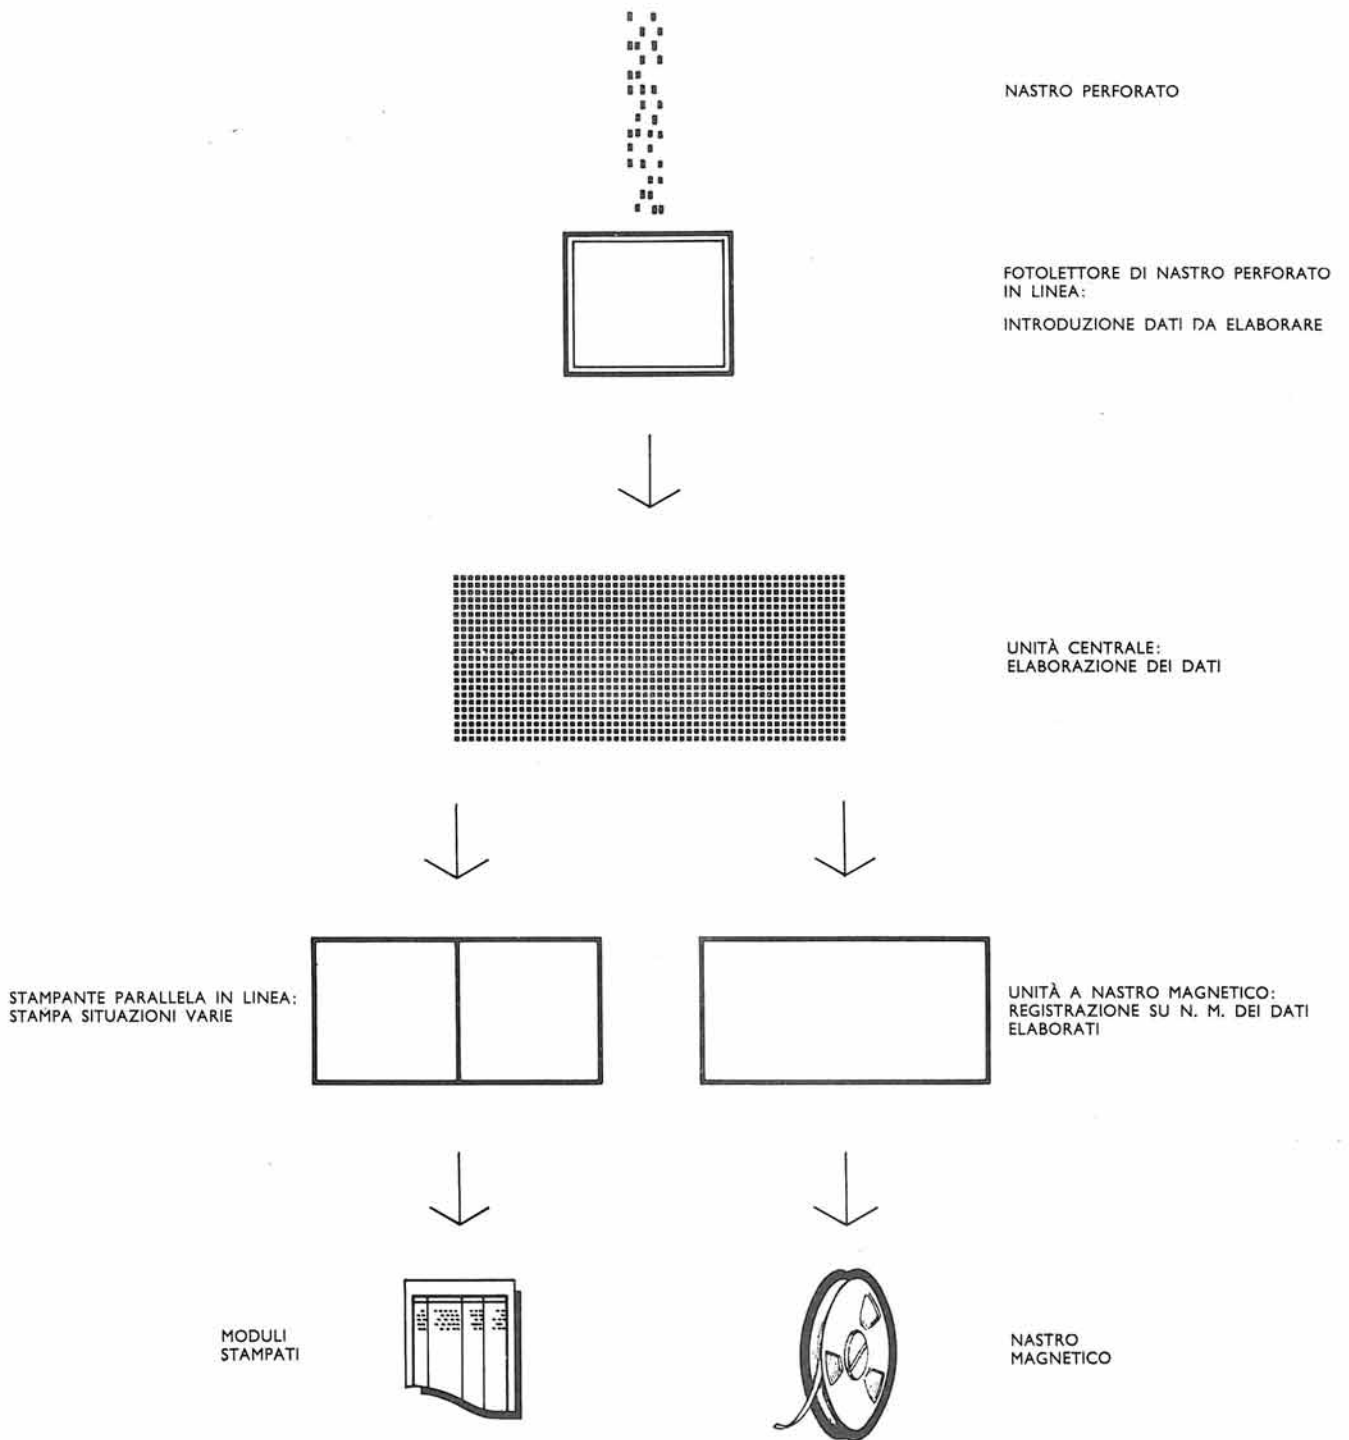 NASTRO PERFORATO
FOTOLETTORE DI NASTRO PERFORATO
IN LINEA:
INTRODUZIONE DATI DA ELABORARE
UNITÀ CENTRALE:
ELABORAZIONE DEI DATI
STAMPANTE PARALLELA IN LINEA:
STAMPA SITUAZIONI VARIE
UNITÀ A NASTRO MAGNETICO:
REGISTRAZIONE SU N. M. DEI DATI
ELABORATI
MODULI
STAMPATI
NASTRO
MAGNETICO